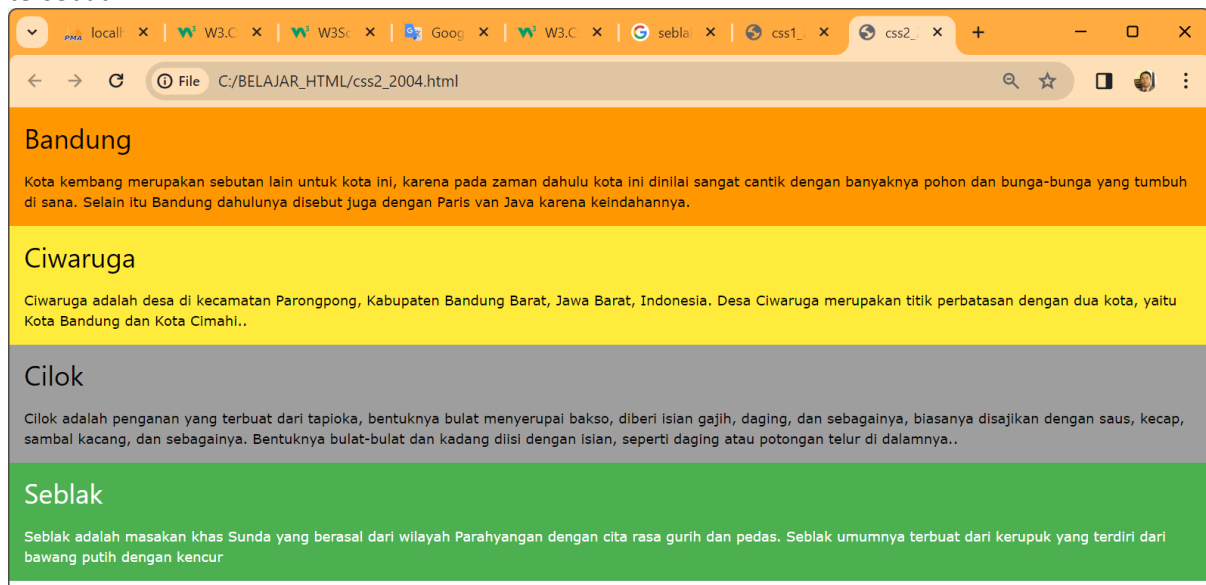 localh
W3.C
W3Sc
Goog
W3.C
sebla
css1_
css2_
File C:/BELAJAR_HTML/css2_2004.html
Bandung
Kota kembang merupakan sebutan lain untuk kota ini, karena pada zaman dahulu kota ini dinilai sangat cantik dengan banyaknya pohon dan bunga-bunga yang tumbuh
di sana. Selain itu Bandung dahulunya disebut juga dengan Paris van Java karena keindahannya.
Ciwaruga
Ciwaruga adalah desa di kecamatan Parongpong, Kabupaten Bandung Barat, Jawa Barat, Indonesia. Desa Ciwaruga merupakan titik perbatasan dengan dua kota, yaitu
Kota Bandung dan Kota Cimahi..
Cilok
Cilok adalah penganan yang terbuat dari tapioka, bentuknya bulat menyerupai bakso, diberi isian gajih, daging, dan sebagainya, biasanya disajikan dengan saus, kecap,
sambal kacang, dan sebagainya. Bentuknya bulat-bulat dan kadang diisi dengan isian, seperti daging atau potongan telur di dalamnya..
Seblak
Seblak adalah masakan khas Sunda yang berasal dari wilayah Parahyangan dengan cita rasa gurih dan pedas. Seblak umumnya terbuat dari kerupuk yang terdiri dari
bawang putih dengan kencur